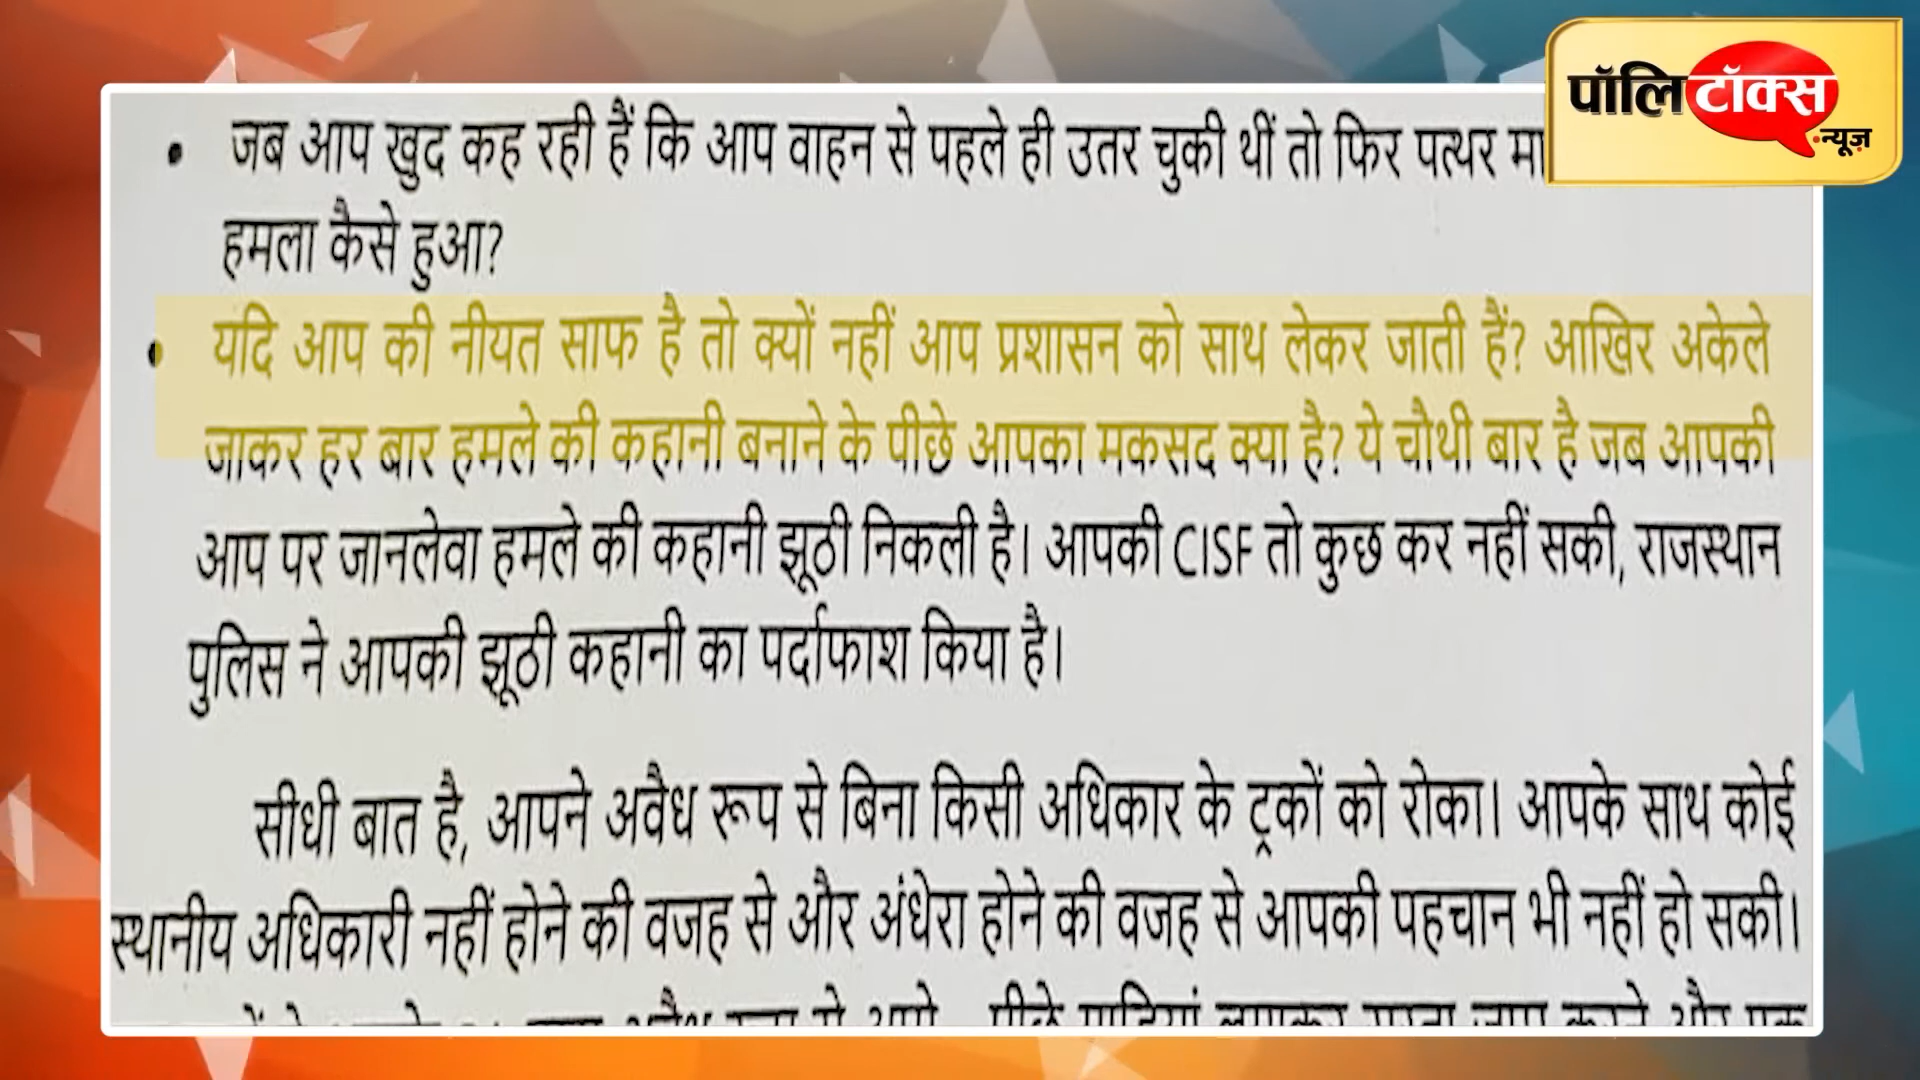 पॉलिटॉक्स
न्यूज़
• जब आप खुद कह रही हैं कि आप वाहन से पहले ही उतर चुकी थीं तो फिर पत्थर
हमला कैसे हुआ?
• यदि आप की नीयत साफ है तो क्यों नहीं आप प्रशासन को साथ लेकर जाती हैं? आखिर अकेले
जाकर हर बार हमले की कहानी बनाने के पीछे आपका मकसद क्या है? ये चौथी बार है जब आपकी
आप पर जानलेवा हमले की कहानी झूठी निकली है। आपकी CISF तो कुछ कर नहीं सकी, राजस्थान
पुलिस ने आपकी झूठी कहानी का पर्दाफाश किया है।
सीधी बात है, आपने अवैध रूप से बिना किसी अधिकार के ट्रकों को रोका। आपके साथ कोई
स्थानीय अधिकारी नहीं होने की वजह से और अंधेरा होने की वजह से आपकी पहचान भी नहीं हो सकी।